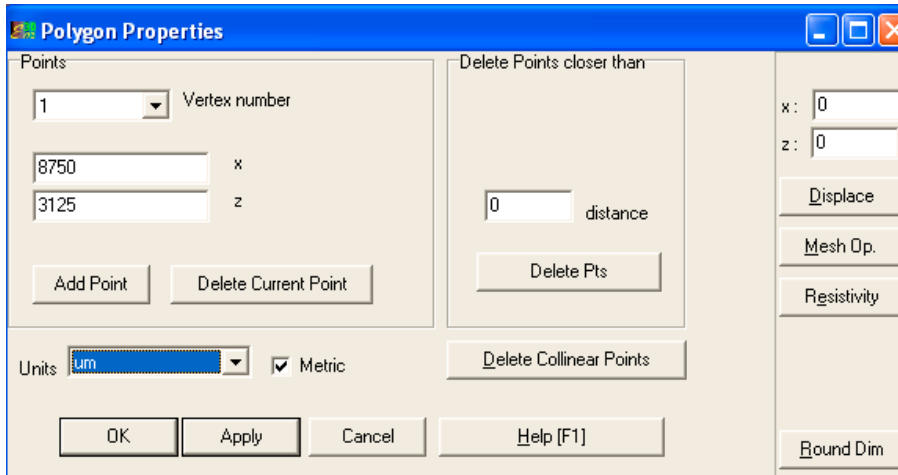 Polygon Properties
Points
Delete Points closer than
1 Vertex number
x : 0
z : 0
8750 x
3125 z
0 distance
Displace
Mesh Op.
Resistivity
Add Point Delete Current Point
Delete Pts
Units um Metric
Delete Collinear Points
OK Apply Cancel Help [F1]
Round Dim